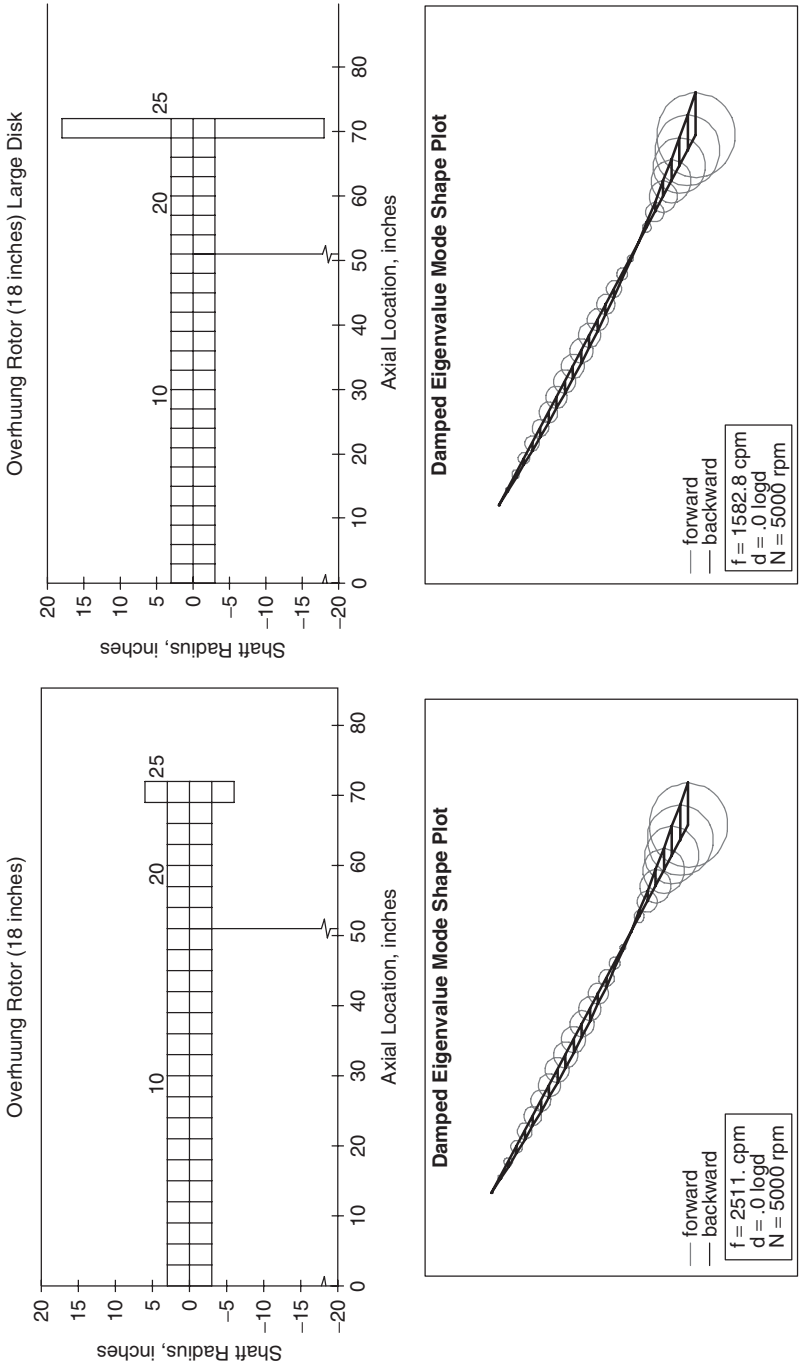 Overhuung Rotor (18 inches)
20
15
10
5
0
−5
−10
−15
−20
Shaft Radius, inches
10
20
25
0
10
20
30
40
50
60
70
80
Axial Location, inches
Damped Eigenvalue Mode Shape Plot
forward
backward
f = 2511. cpm
d = .0 logd
N = 5000 rpm
Overhuung Rotor (18 inches) Large Disk
20
15
10
5
0
−5
−10
−15
−20
Shaft Radius, inches
10
20
25
0
10
20
30
40
50
60
70
80
Axial Location, inches
Damped Eigenvalue Mode Shape Plot
forward
backward
f = 1582.8 cpm
d = .0 logd
N = 5000 rpm